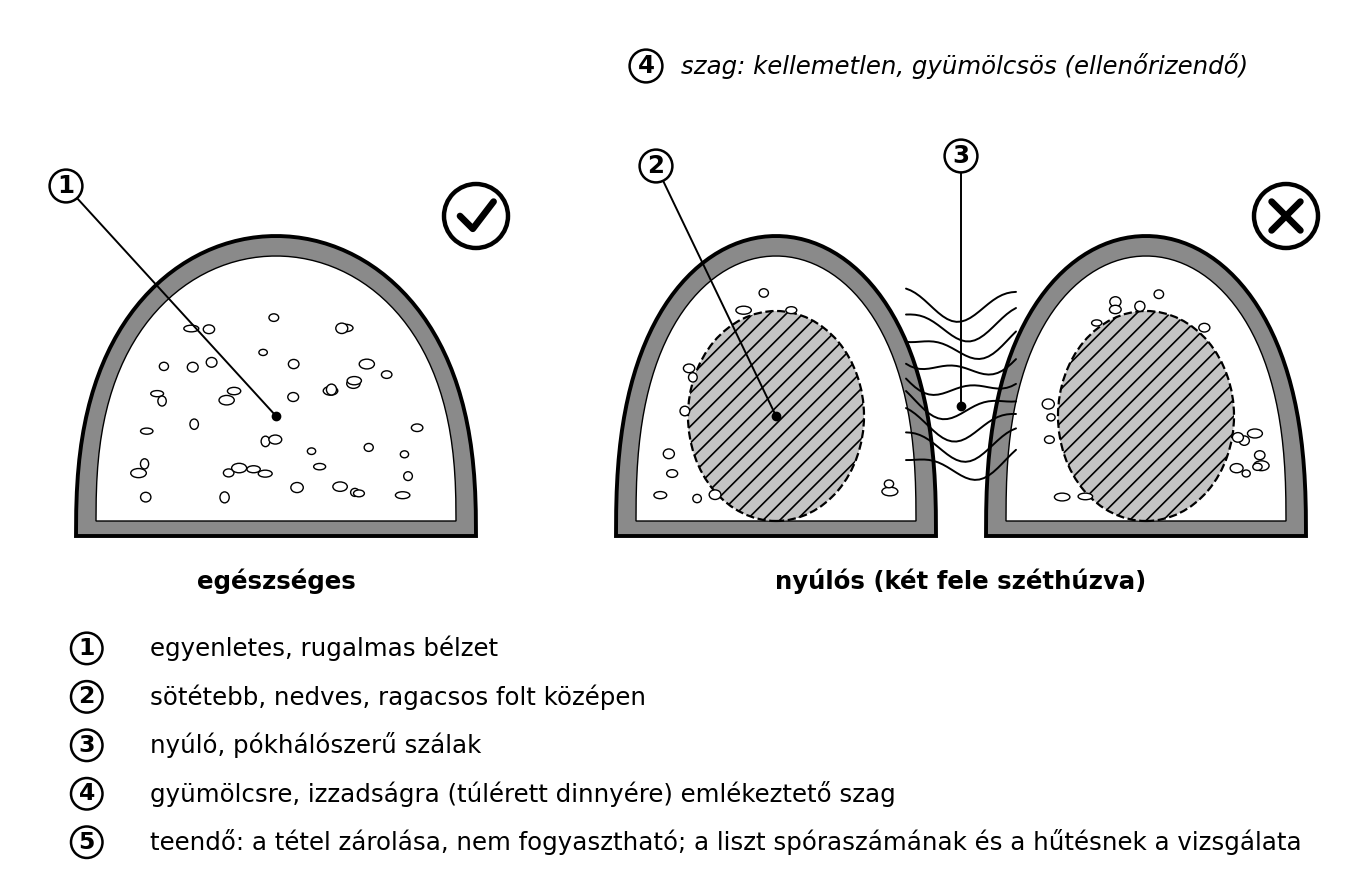 4 szag: kellemetlen, gyümölcsös (ellenőrizendő)
1
2
3
egészséges
nyúlós (két fele széthúzva)
1 egyenletes, rugalmas bélzet
2 sötétebb, nedves, ragacsos folt középen
3 nyúló, pókhálószerű szálak
4 gyümölcsre, izzadságra (túlérett dinnyére) emlékeztető szag
5 teendő: a tétel zárolása, nem fogyasztható; a liszt spóraszámának és a hűtésnek a vizsgálata